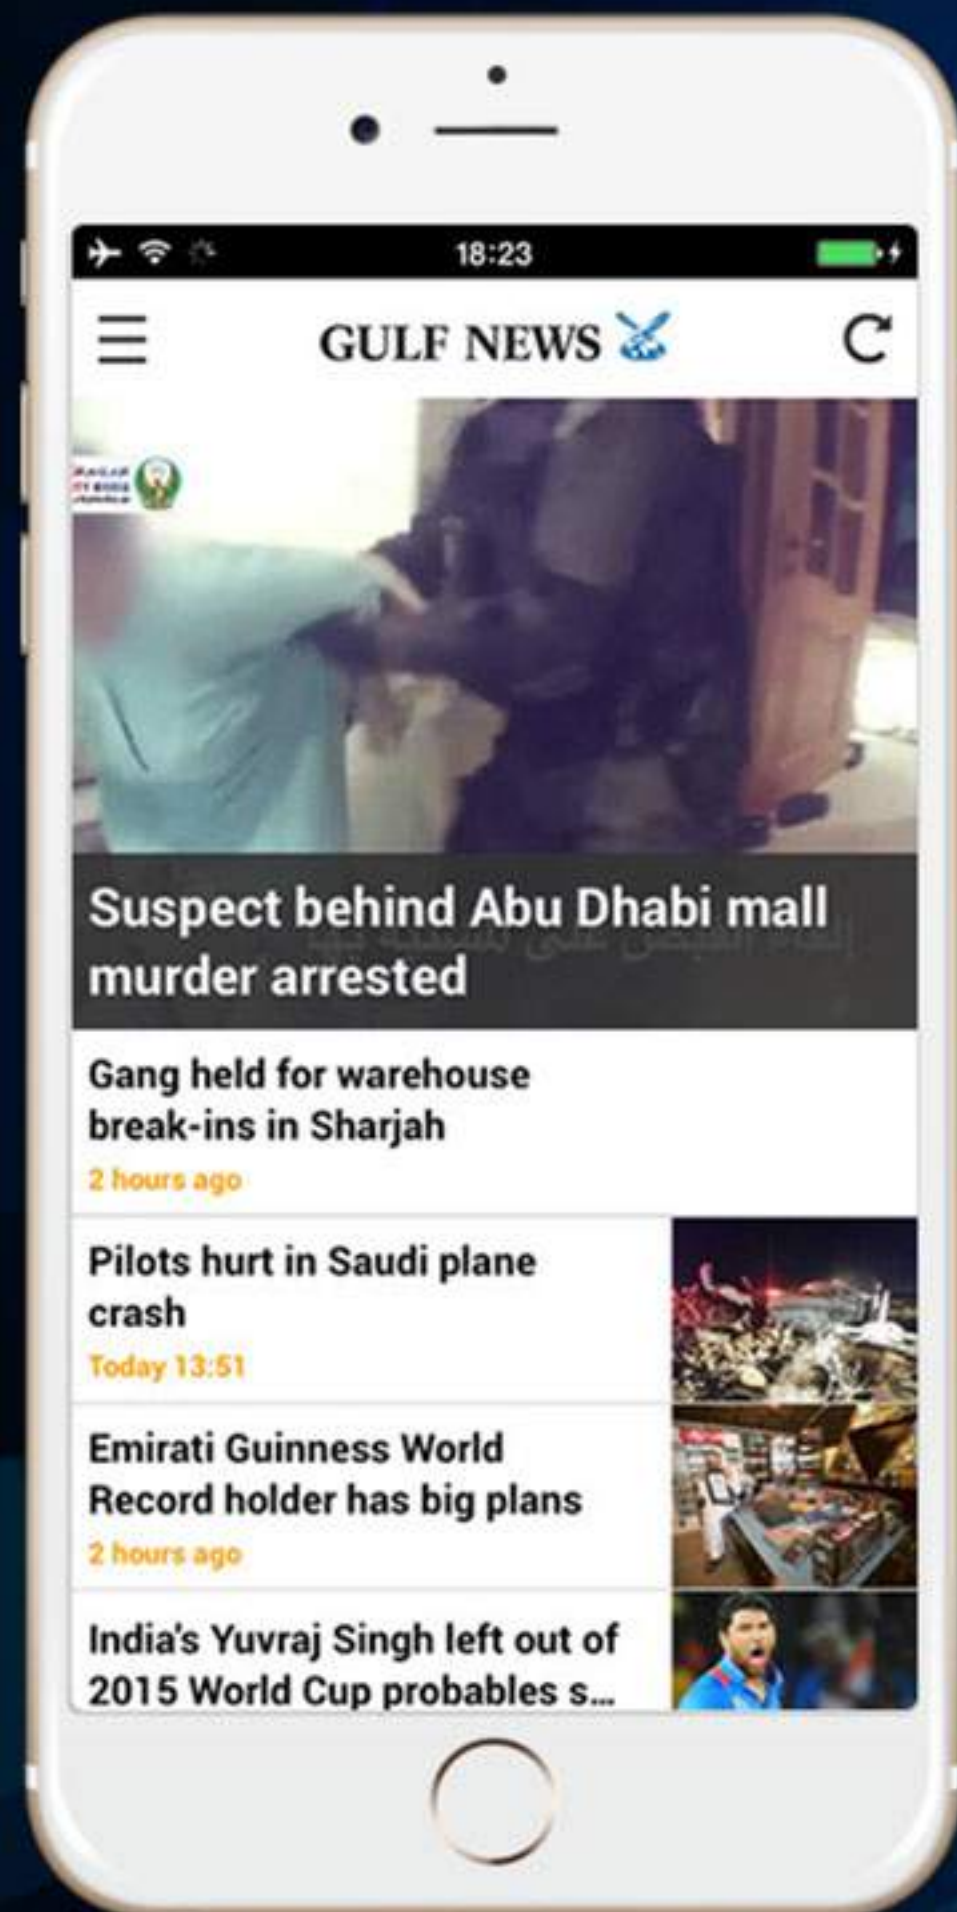 18:23
GULF NEWS
Suspect behind Abu Dhabi mall
murder arrested
Gang held for warehouse
break-ins in Sharjah
2 hours ago
Pilots hurt in Saudi plane
crash
Today 13:51
Emirati Guinness World
Record holder has big plans
2 hours ago
India's Yuvraj Singh left out of
2015 World Cup probables s...